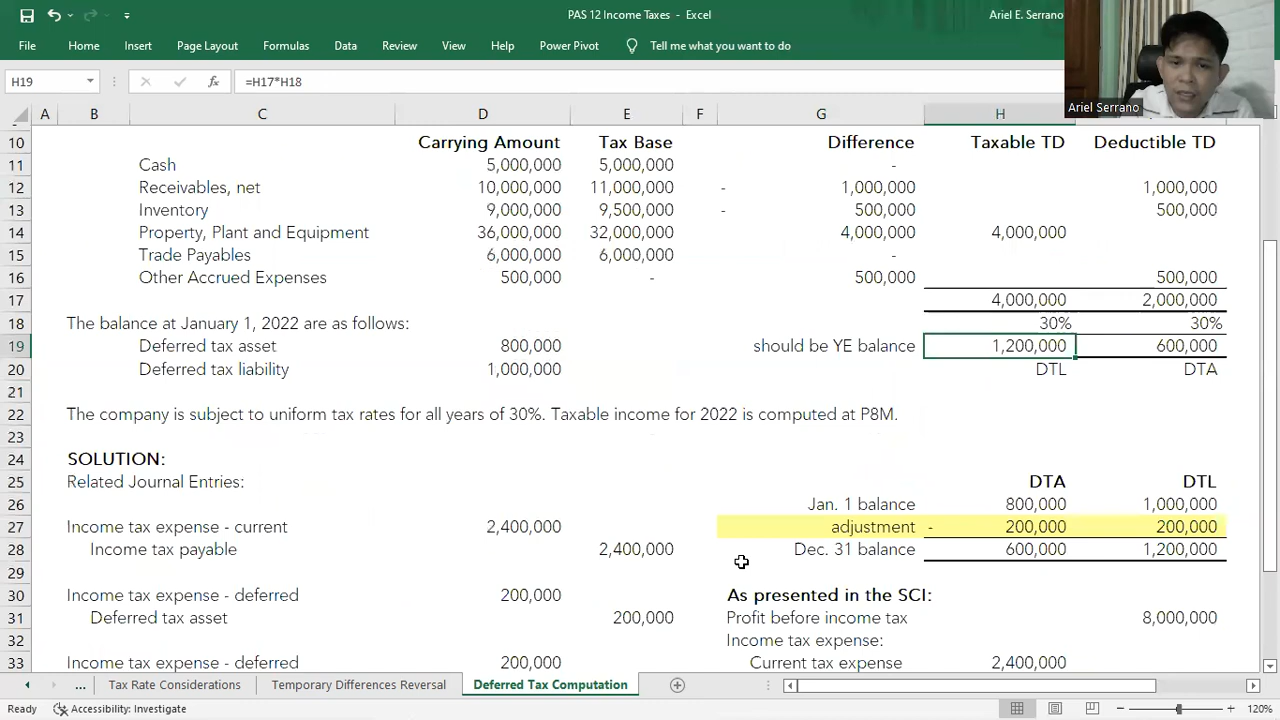 PAS 12 Income Taxes - Excel Ariel E. Serrano
File Home Insert Page Layout Formulas Data Review View Help Power Pivot Tell me what you want to do
H19 fx =H17*H18
Ariel Serrano
A B C D E F G H
10 Carrying Amount Tax Base Difference Taxable TD Deductible TD
11 Cash 5,000,000 5,000,000 -
12 Receivables, net 10,000,000 11,000,000 - 1,000,000 1,000,000
13 Inventory 9,000,000 9,500,000 - 500,000 500,000
14 Property, Plant and Equipment 36,000,000 32,000,000 4,000,000 4,000,000
15 Trade Payables 6,000,000 6,000,000 -
16 Other Accrued Expenses 500,000 - 500,000 500,000
17 4,000,000 2,000,000
18 The balance at January 1, 2022 are as follows: 30% 30%
19 Deferred tax asset 800,000 should be YE balance 1,200,000 600,000
20 Deferred tax liability 1,000,000 DTL DTA
21
22 The company is subject to uniform tax rates for all years of 30%. Taxable income for 2022 is computed at P8M.
23
24 SOLUTION:
25 Related Journal Entries: DTA DTL
26 Jan. 1 balance 800,000 1,000,000
27 Income tax expense - current 2,400,000 adjustment - 200,000 200,000
28 Income tax payable 2,400,000 Dec. 31 balance 600,000 1,200,000
29
30 Income tax expense - deferred 200,000 As presented in the SCI:
31 Deferred tax asset 200,000 Profit before income tax 8,000,000
32 Income tax expense:
33 Income tax expense - deferred 200,000 Current tax expense 2,400,000
... Tax Rate Considerations Temporary Differences Reversal Deferred Tax Computation
Ready Accessibility: Investigate 120%